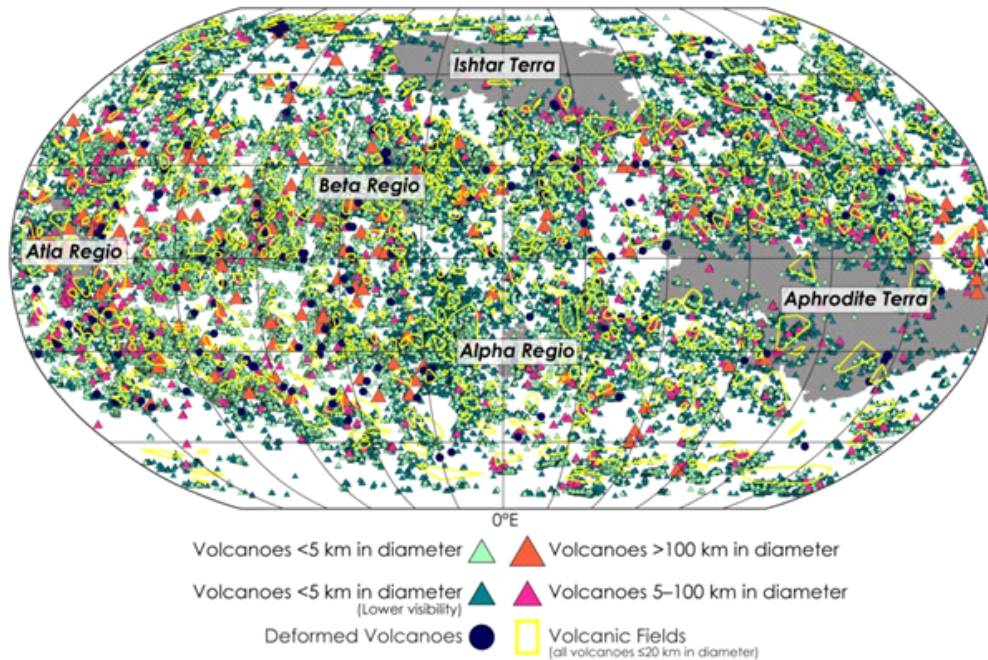 Ishtar Terra
Beta Regio
Atla Regio
Aphrodite Terra
Alpha Regio
0°E
Volcanoes <5 km in diameter
Volcanoes >100 km in diameter
Volcanoes <5 km in diameter
(Lower visibility)
Volcanoes 5–100 km in diameter
Deformed Volcanoes
Volcanic Fields
(all volcanoes ≤20 km in diameter)